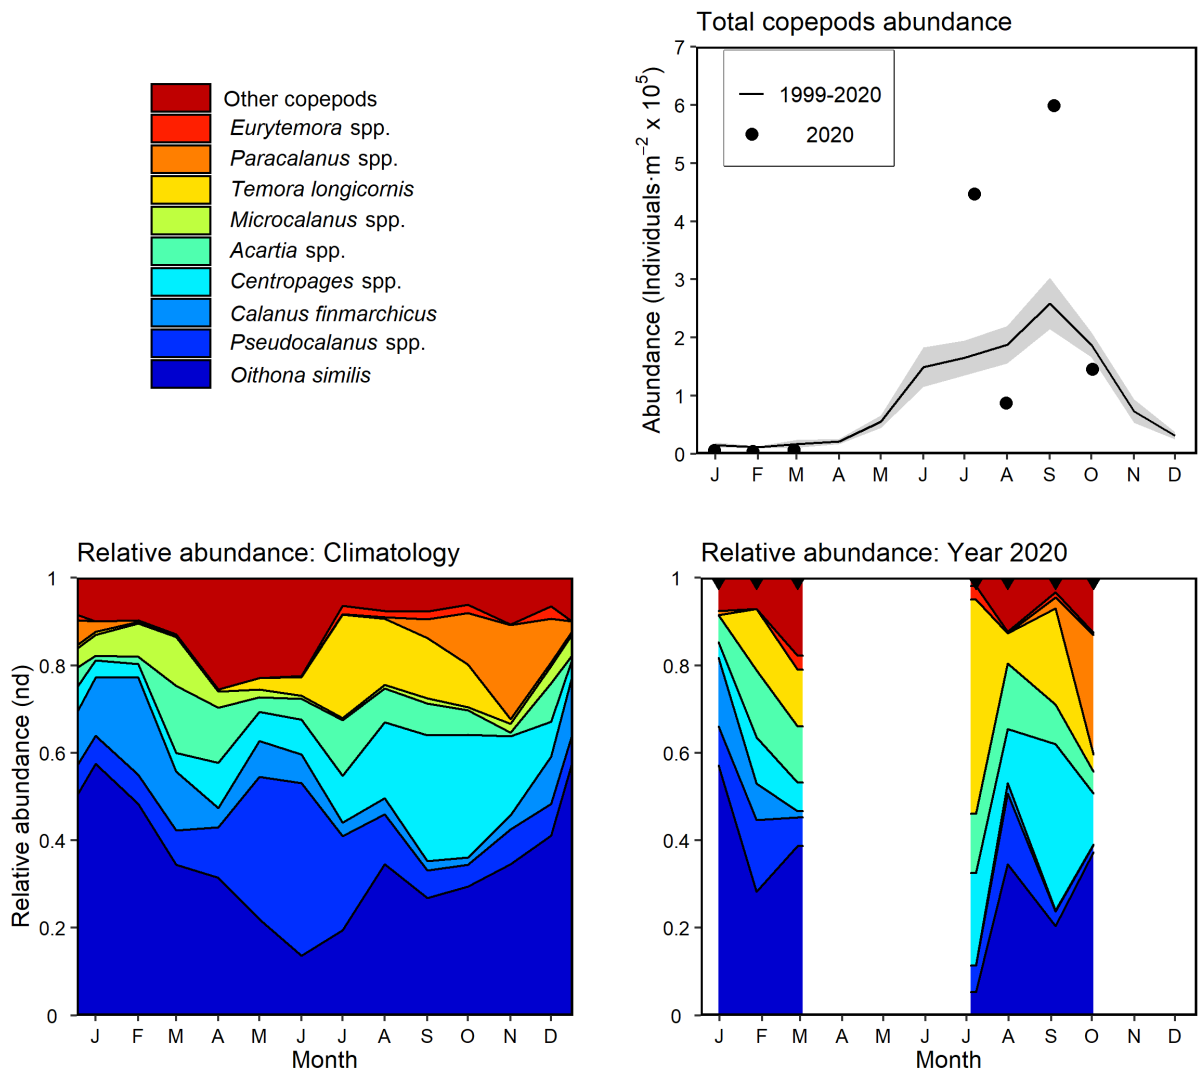 Total copepods abundance
Other copepods
Eurytemora spp.
Paracalanus spp.
Temora longicornis
Microcalanus spp.
Acartia spp.
Centropages spp.
Calanus finmarchicus
Pseudocalanus spp.
Oithona similis
Abundance (Individuals·m⁻² x 10⁵)
7
6
5
4
3
2
1
0
1999-2020
2020
J F M A M J J A S O N D
Relative abundance: Climatology
Relative abundance (nd)
1
0.8
0.6
0.4
0.2
0
J F M A M J J A S O N D
Month
Relative abundance: Year 2020
1
0.8
0.6
0.4
0.2
0
J F M A M J J A S O N D
Month